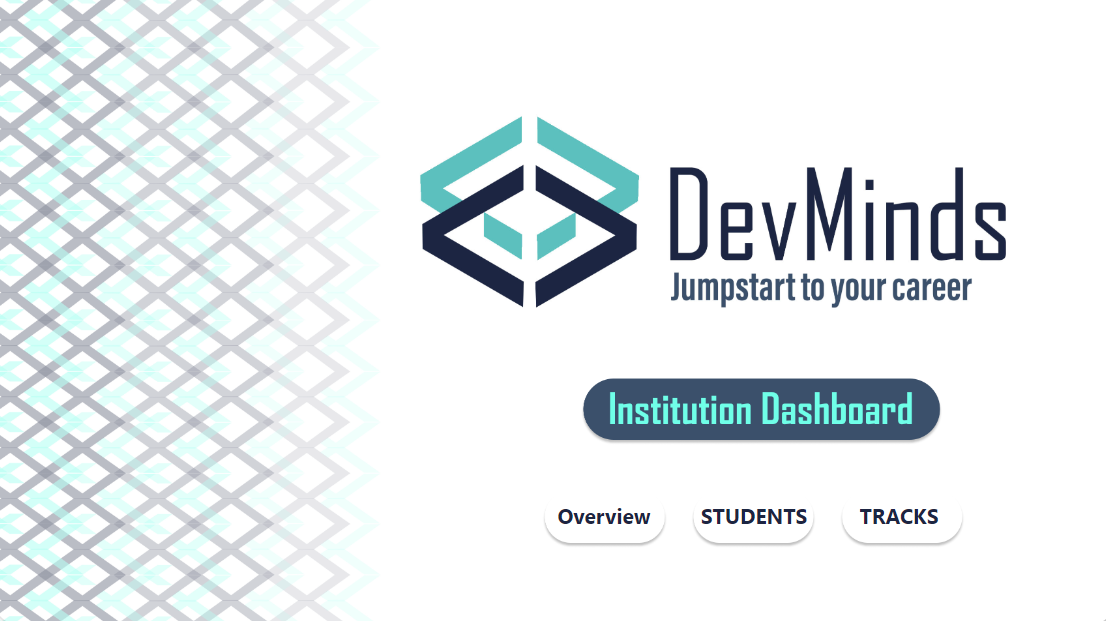 DevMinds
Jumpstart to your career
Institution Dashboard
Overview STUDENTS TRACKS